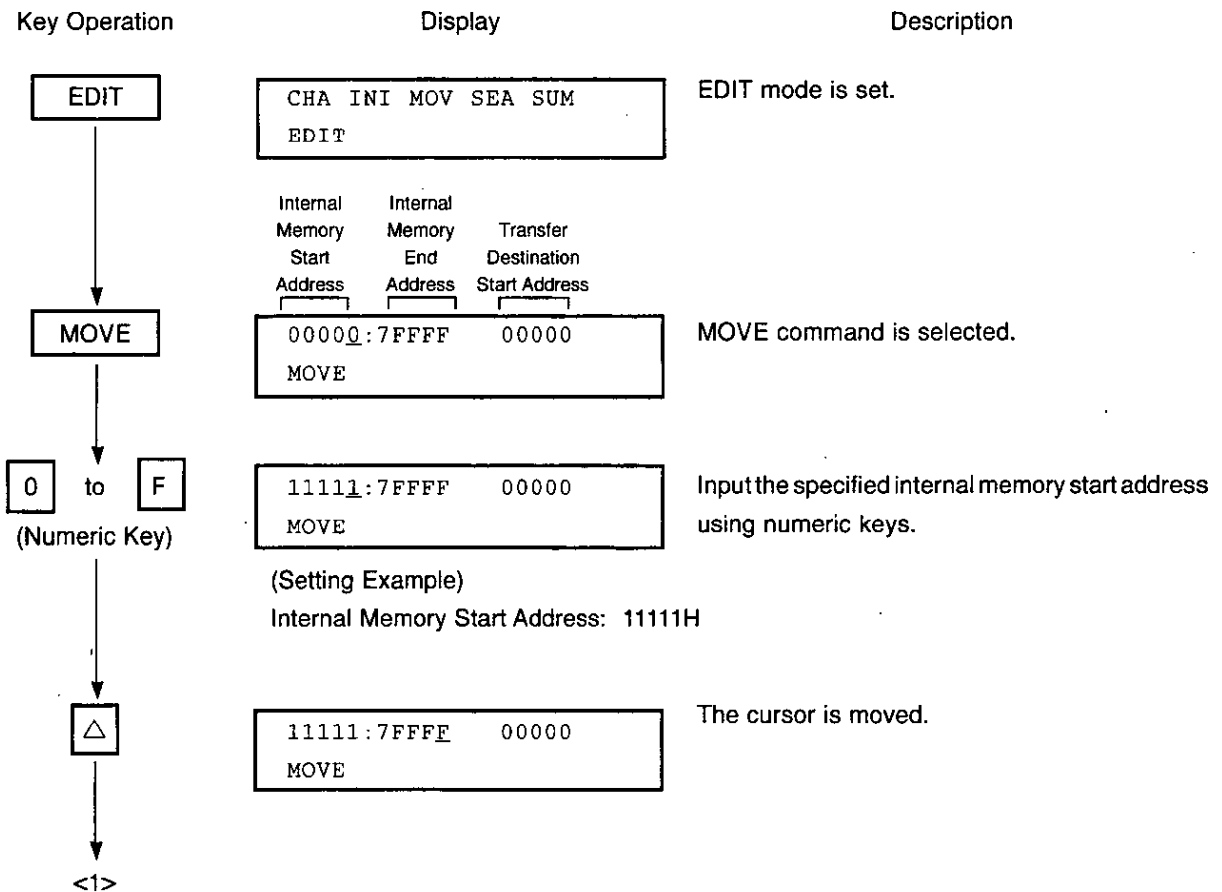 Key Operation Display Description
EDIT
CHA INI MOV SEA SUM
EDIT
EDIT mode is set.
Internal Memory Start Address
Internal Memory End Address
Transfer Destination Start Address
MOVE
00000:7FFFF 00000
MOVE
MOVE command is selected.
0 to F
(Numeric Key)
11111:7FFFF 00000
MOVE
Input the specified internal memory start address
using numeric keys.
(Setting Example)
Internal Memory Start Address: 11111H
△
11111:7FFFF 00000
MOVE
The cursor is moved.
<1>